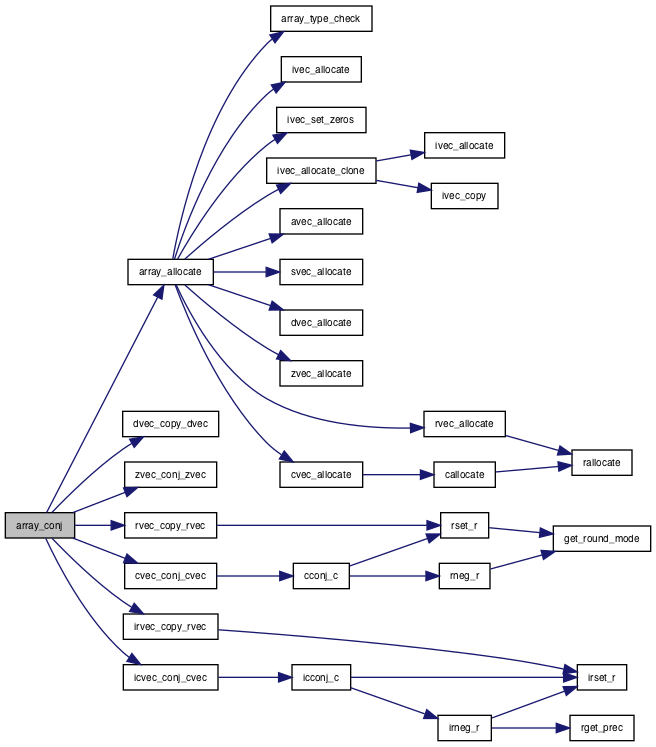 array_type_check
ivec_allocate
ivec_set_zeros
ivec_allocate
ivec_allocate_clone
ivec_copy
avec_allocate
array_allocate
svec_allocate
dvec_allocate
zvec_allocate
dvec_copy_dvec
rvec_allocate
rallocate
zvec_conj_zvec
cvec_allocate
callocate
array_conj
rvec_copy_rvec
rset_r
get_round_mode
cvec_conj_cvec
cconj_c
rneg_r
irvec_copy_rvec
icvec_conj_cvec
icconj_c
irset_r
irneg_r
rget_prec